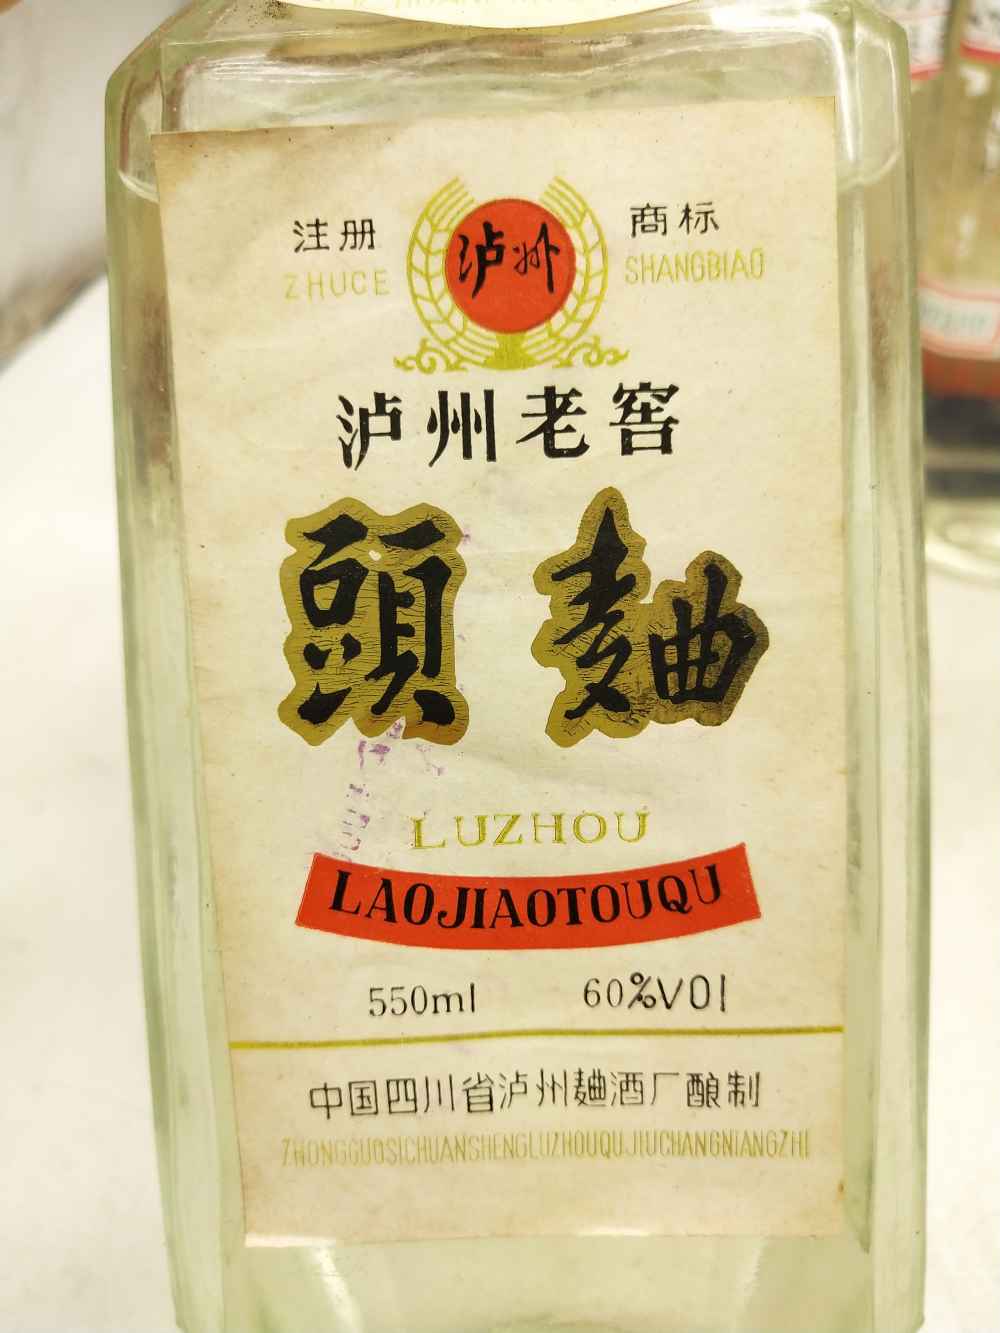 注册 泸州 商标
ZHUCE SHANGBIAO
泸州老窖
頭麯
LUZHOU
LAOJIAOTOUQU
550ml 60%VOl
中国四川省泸州麯酒厂酿制
ZHONGGUOSICHUANSHENGLUZHOUQUJIUCHANGNIANGZHI